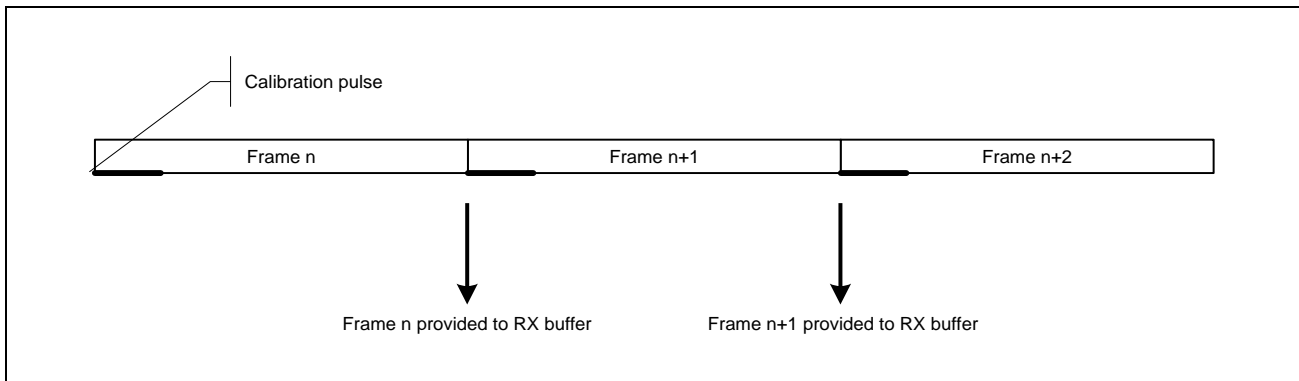 Calibration pulse
Frame n
Frame n+1
Frame n+2
Frame n provided to RX buffer
Frame n+1 provided to RX buffer